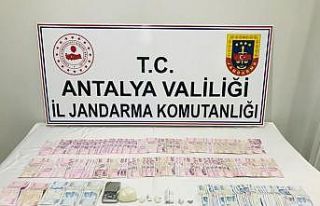 T.C.
ANTALYA VALİLİĞİ
İL JANDARMA KOMUTANLIĞI